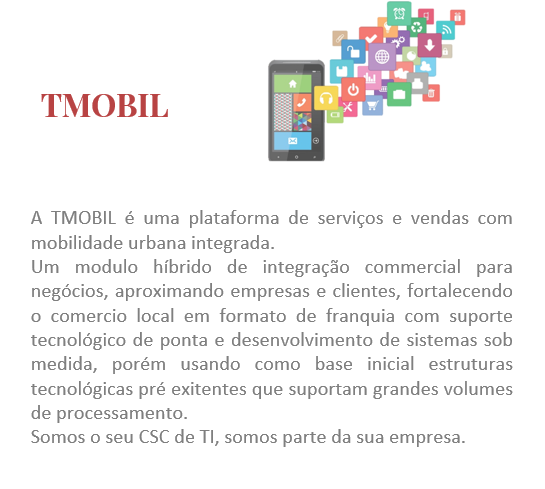 TMOBIL
A TMOBIL é uma plataforma de serviços e vendas com
mobilidade urbana integrada.
Um modulo híbrido de integração commercial para
negócios, aproximando empresas e clientes, fortalecendo
o comercio local em formato de franquia com suporte
tecnológico de ponta e desenvolvimento de sistemas sob
medida, porém usando como base inicial estruturas
tecnológicas pré exitentes que suportam grandes volumes
de processamento.
Somos o seu CSC de TI, somos parte da sua empresa.